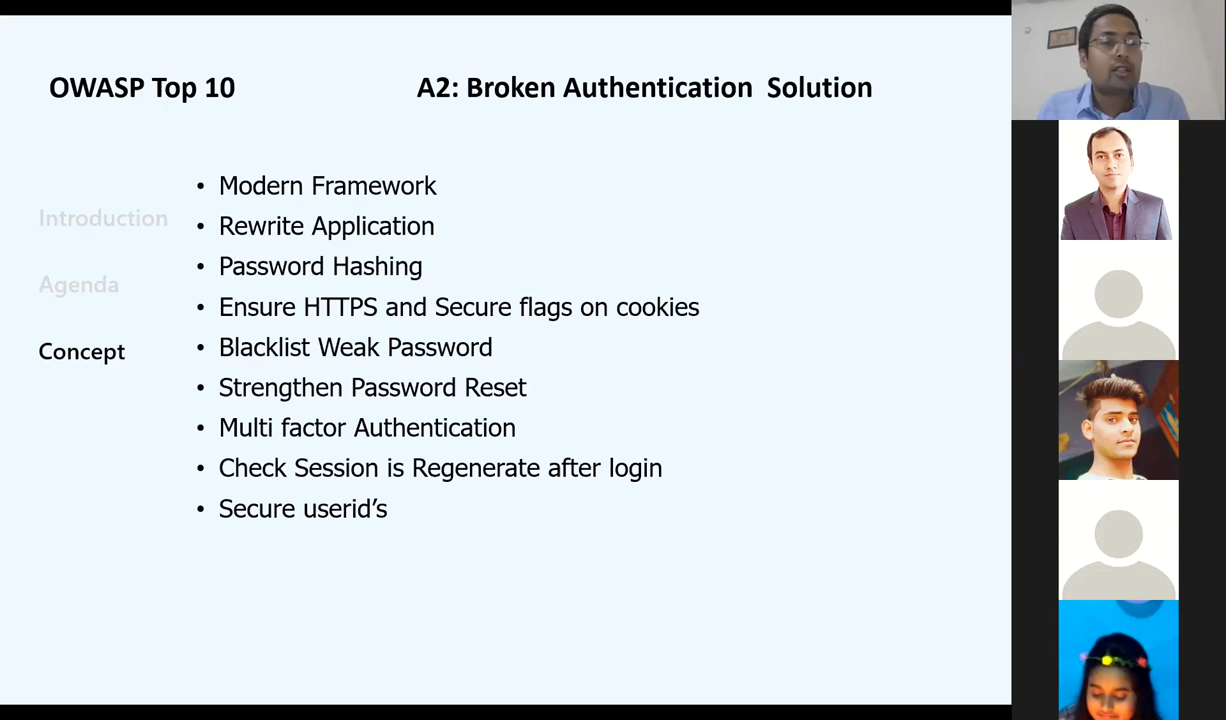 OWASP Top 10
A2: Broken Authentication Solution
Introduction
Agenda
Concept
• Modern Framework
• Rewrite Application
• Password Hashing
• Ensure HTTPS and Secure flags on cookies
• Blacklist Weak Password
• Strengthen Password Reset
• Multi factor Authentication
• Check Session is Regenerate after login
• Secure userid’s